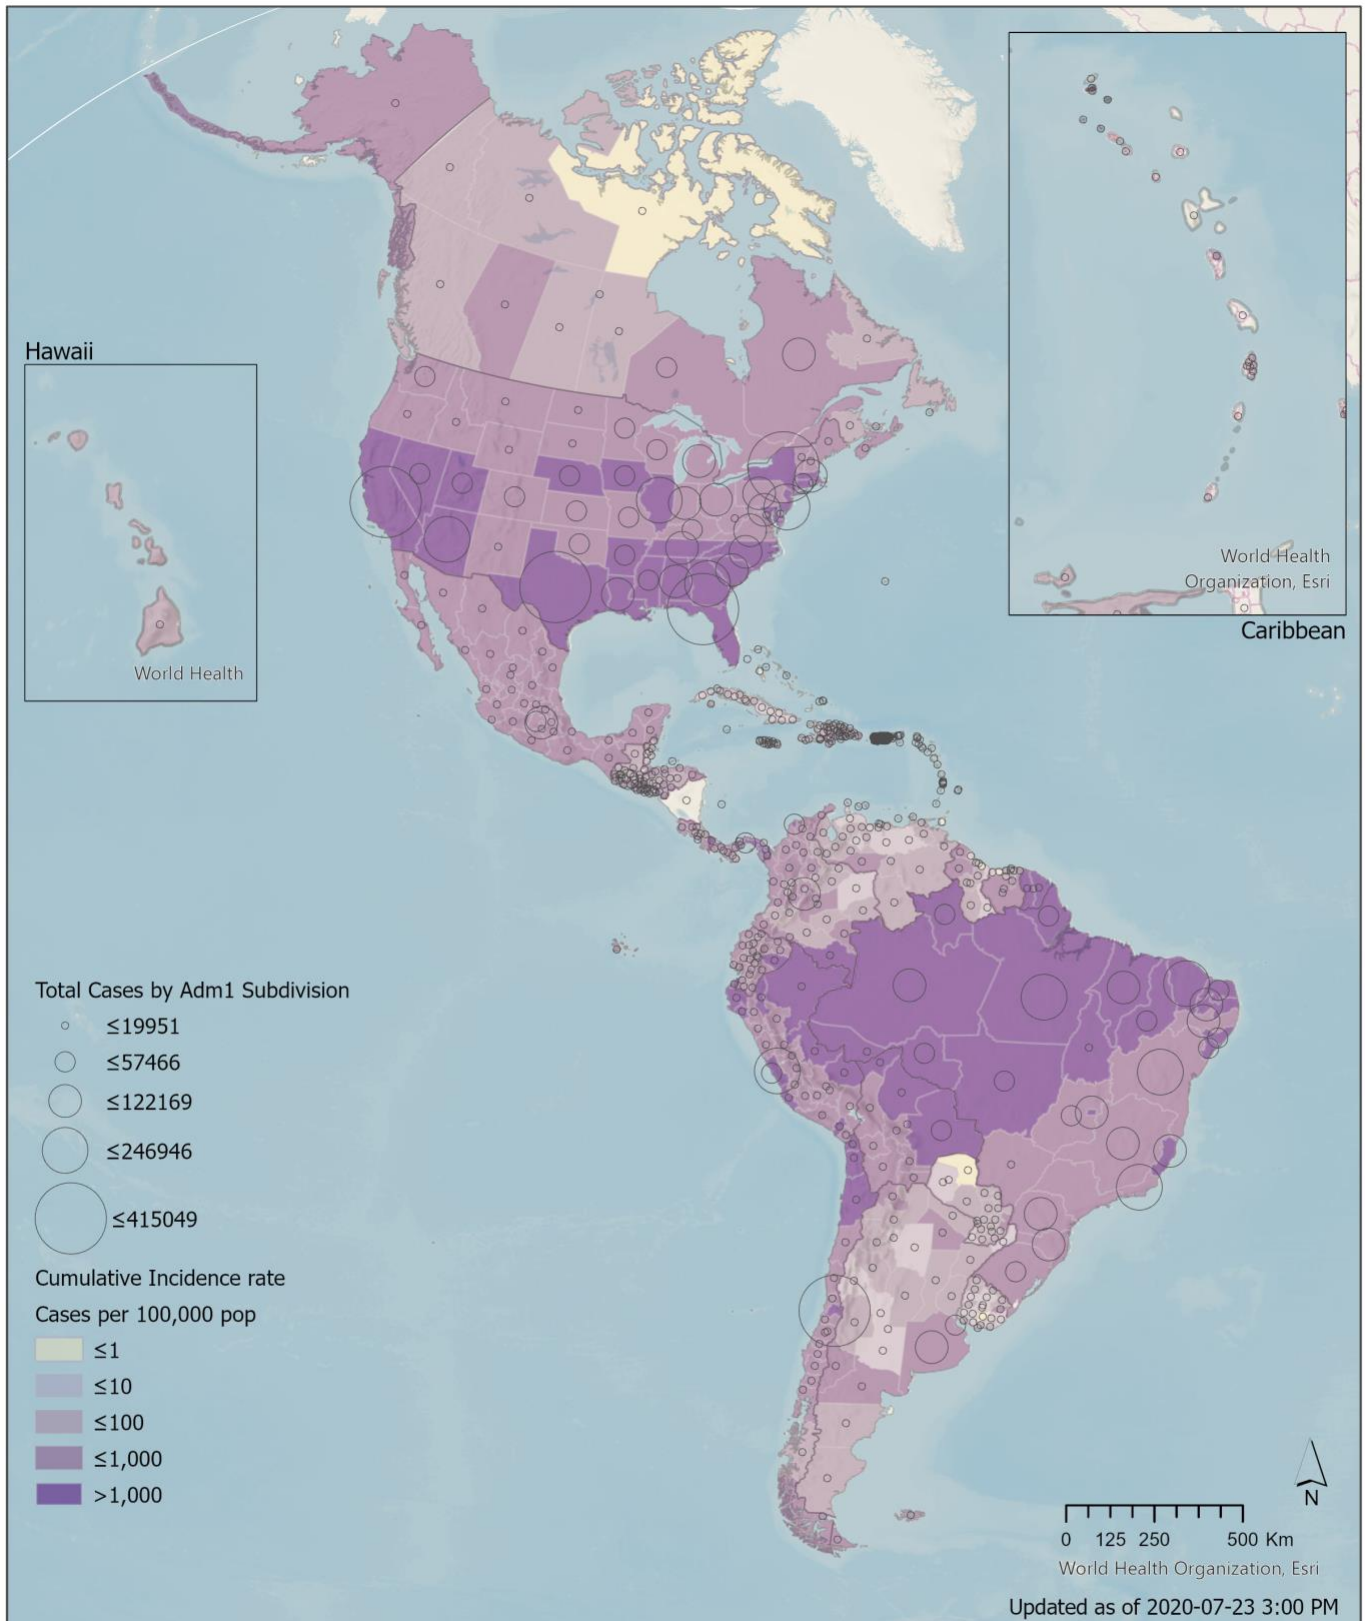 Hawaii
World Health
World Health
Organization, Esri
Caribbean
Total Cases by Adm1 Subdivision
≤19951
≤57466
≤122169
≤246946
≤415049
Cumulative Incidence rate
Cases per 100,000 pop
≤1
≤10
≤100
≤1,000
>1,000
N
0 125 250 500 Km
World Health Organization, Esri
Updated as of 2020-07-23 3:00 PM